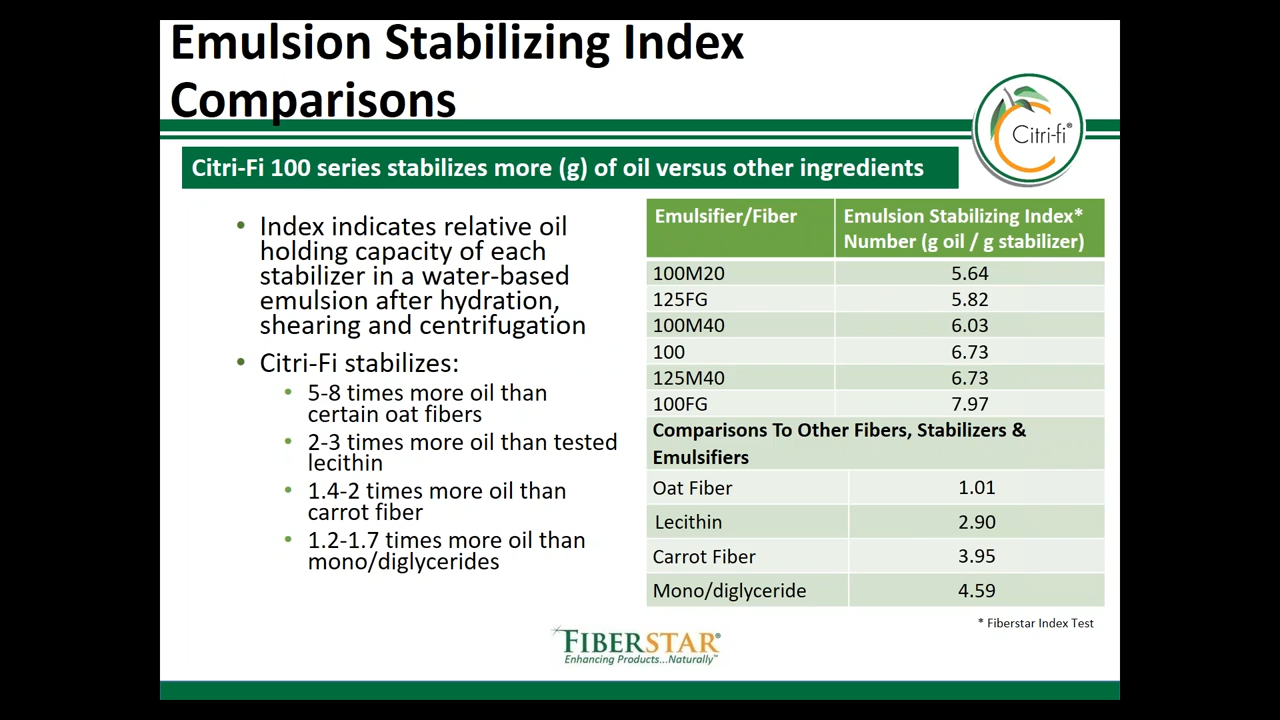 Emulsion Stabilizing Index
Comparisons
Citri-fi®
Citri-Fi 100 series stabilizes more (g) of oil versus other ingredients
• Index indicates relative oil
holding capacity of each
stabilizer in a water-based
emulsion after hydration,
shearing and centrifugation
• Citri-Fi stabilizes:
• 5-8 times more oil than
certain oat fibers
• 2-3 times more oil than tested
lecithin
• 1.4-2 times more oil than
carrot fiber
• 1.2-1.7 times more oil than
mono/diglycerides
Emulsifier/Fiber Emulsion Stabilizing Index*
Number (g oil / g stabilizer)
100M20 5.64
125FG 5.82
100M40 6.03
100 6.73
125M40 6.73
100FG 7.97
Comparisons To Other Fibers, Stabilizers &
Emulsifiers
Oat Fiber 1.01
Lecithin 2.90
Carrot Fiber 3.95
Mono/diglyceride 4.59
* Fiberstar Index Test
FIBERSTAR®
Enhancing Products...Naturally™